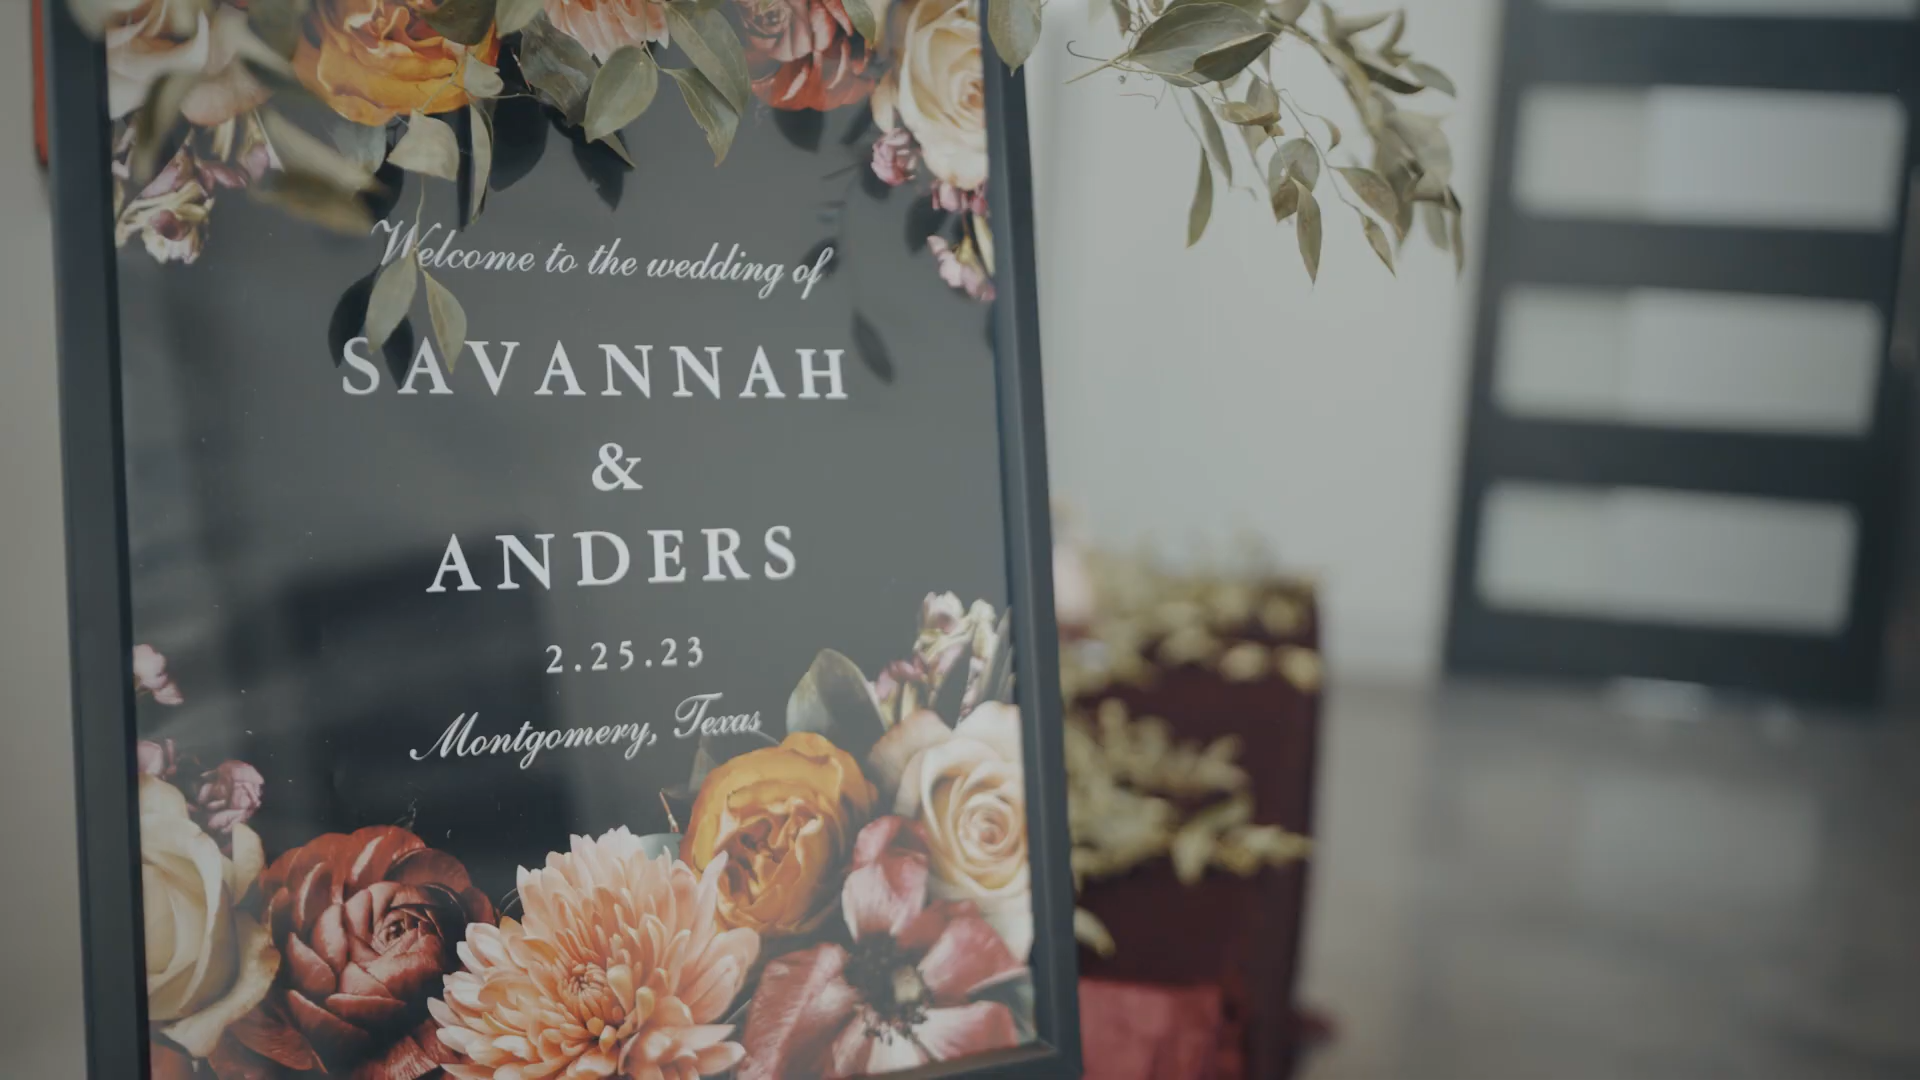 Welcome to the wedding of
SAVANNAH
&
ANDERS
2.25.23
Montgomery, Texas